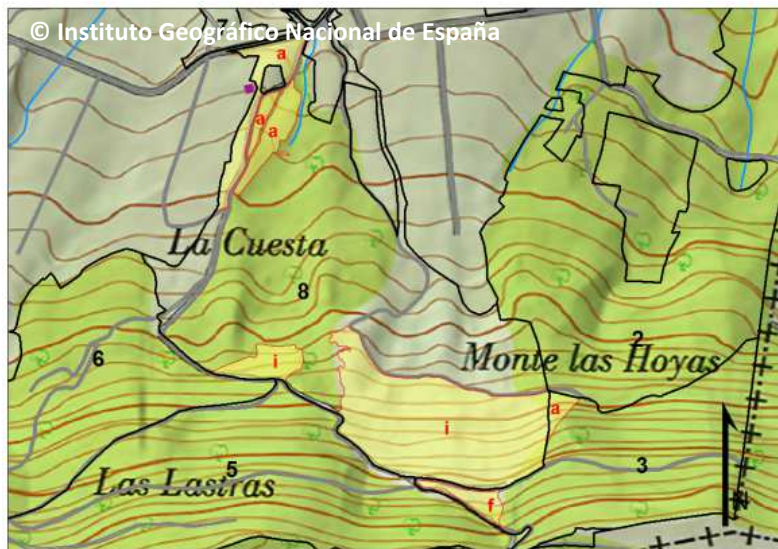 © Instituto Geográfico Nacional de España
7
a
a
a
La Cuesta
8
2
6
Monte las Hoyas
i
i
a
5
3
Las Lastras
f
N